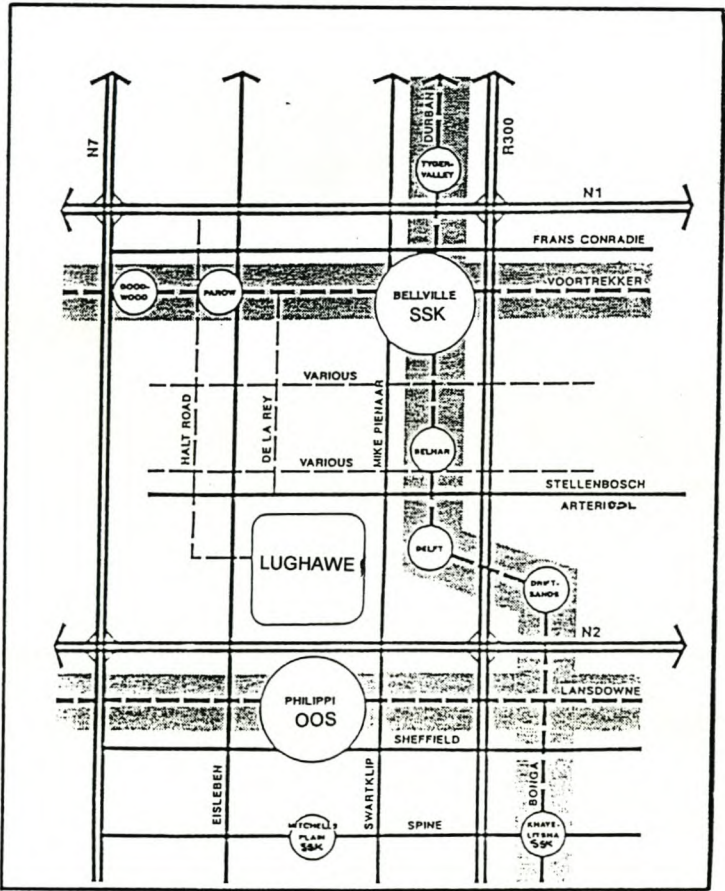 N7
DURBAN
R300
TYGER-
VALLEY
N1
FRANS CONRADIE
GOOD-
WOOD
PAROW
BELLVILLE
SSK
VOORTREKKER
VARIOUS
HALT ROAD
DE LA REY
MIKE PIENAAR
BELHAR
VARIOUS
STELLENBOSCH
ARTERIAL
LUGHAWE
DELFT
DRIFT-
SANDS
N2
PHILIPPI
OOS
LANSDOWNE
SHEFFIELD
EISLEBEN
SWARTKLIP
BONGA
MITCHELLS
PLAIN
SSK
SPINE
KHAYE-
LITSHA
SSK